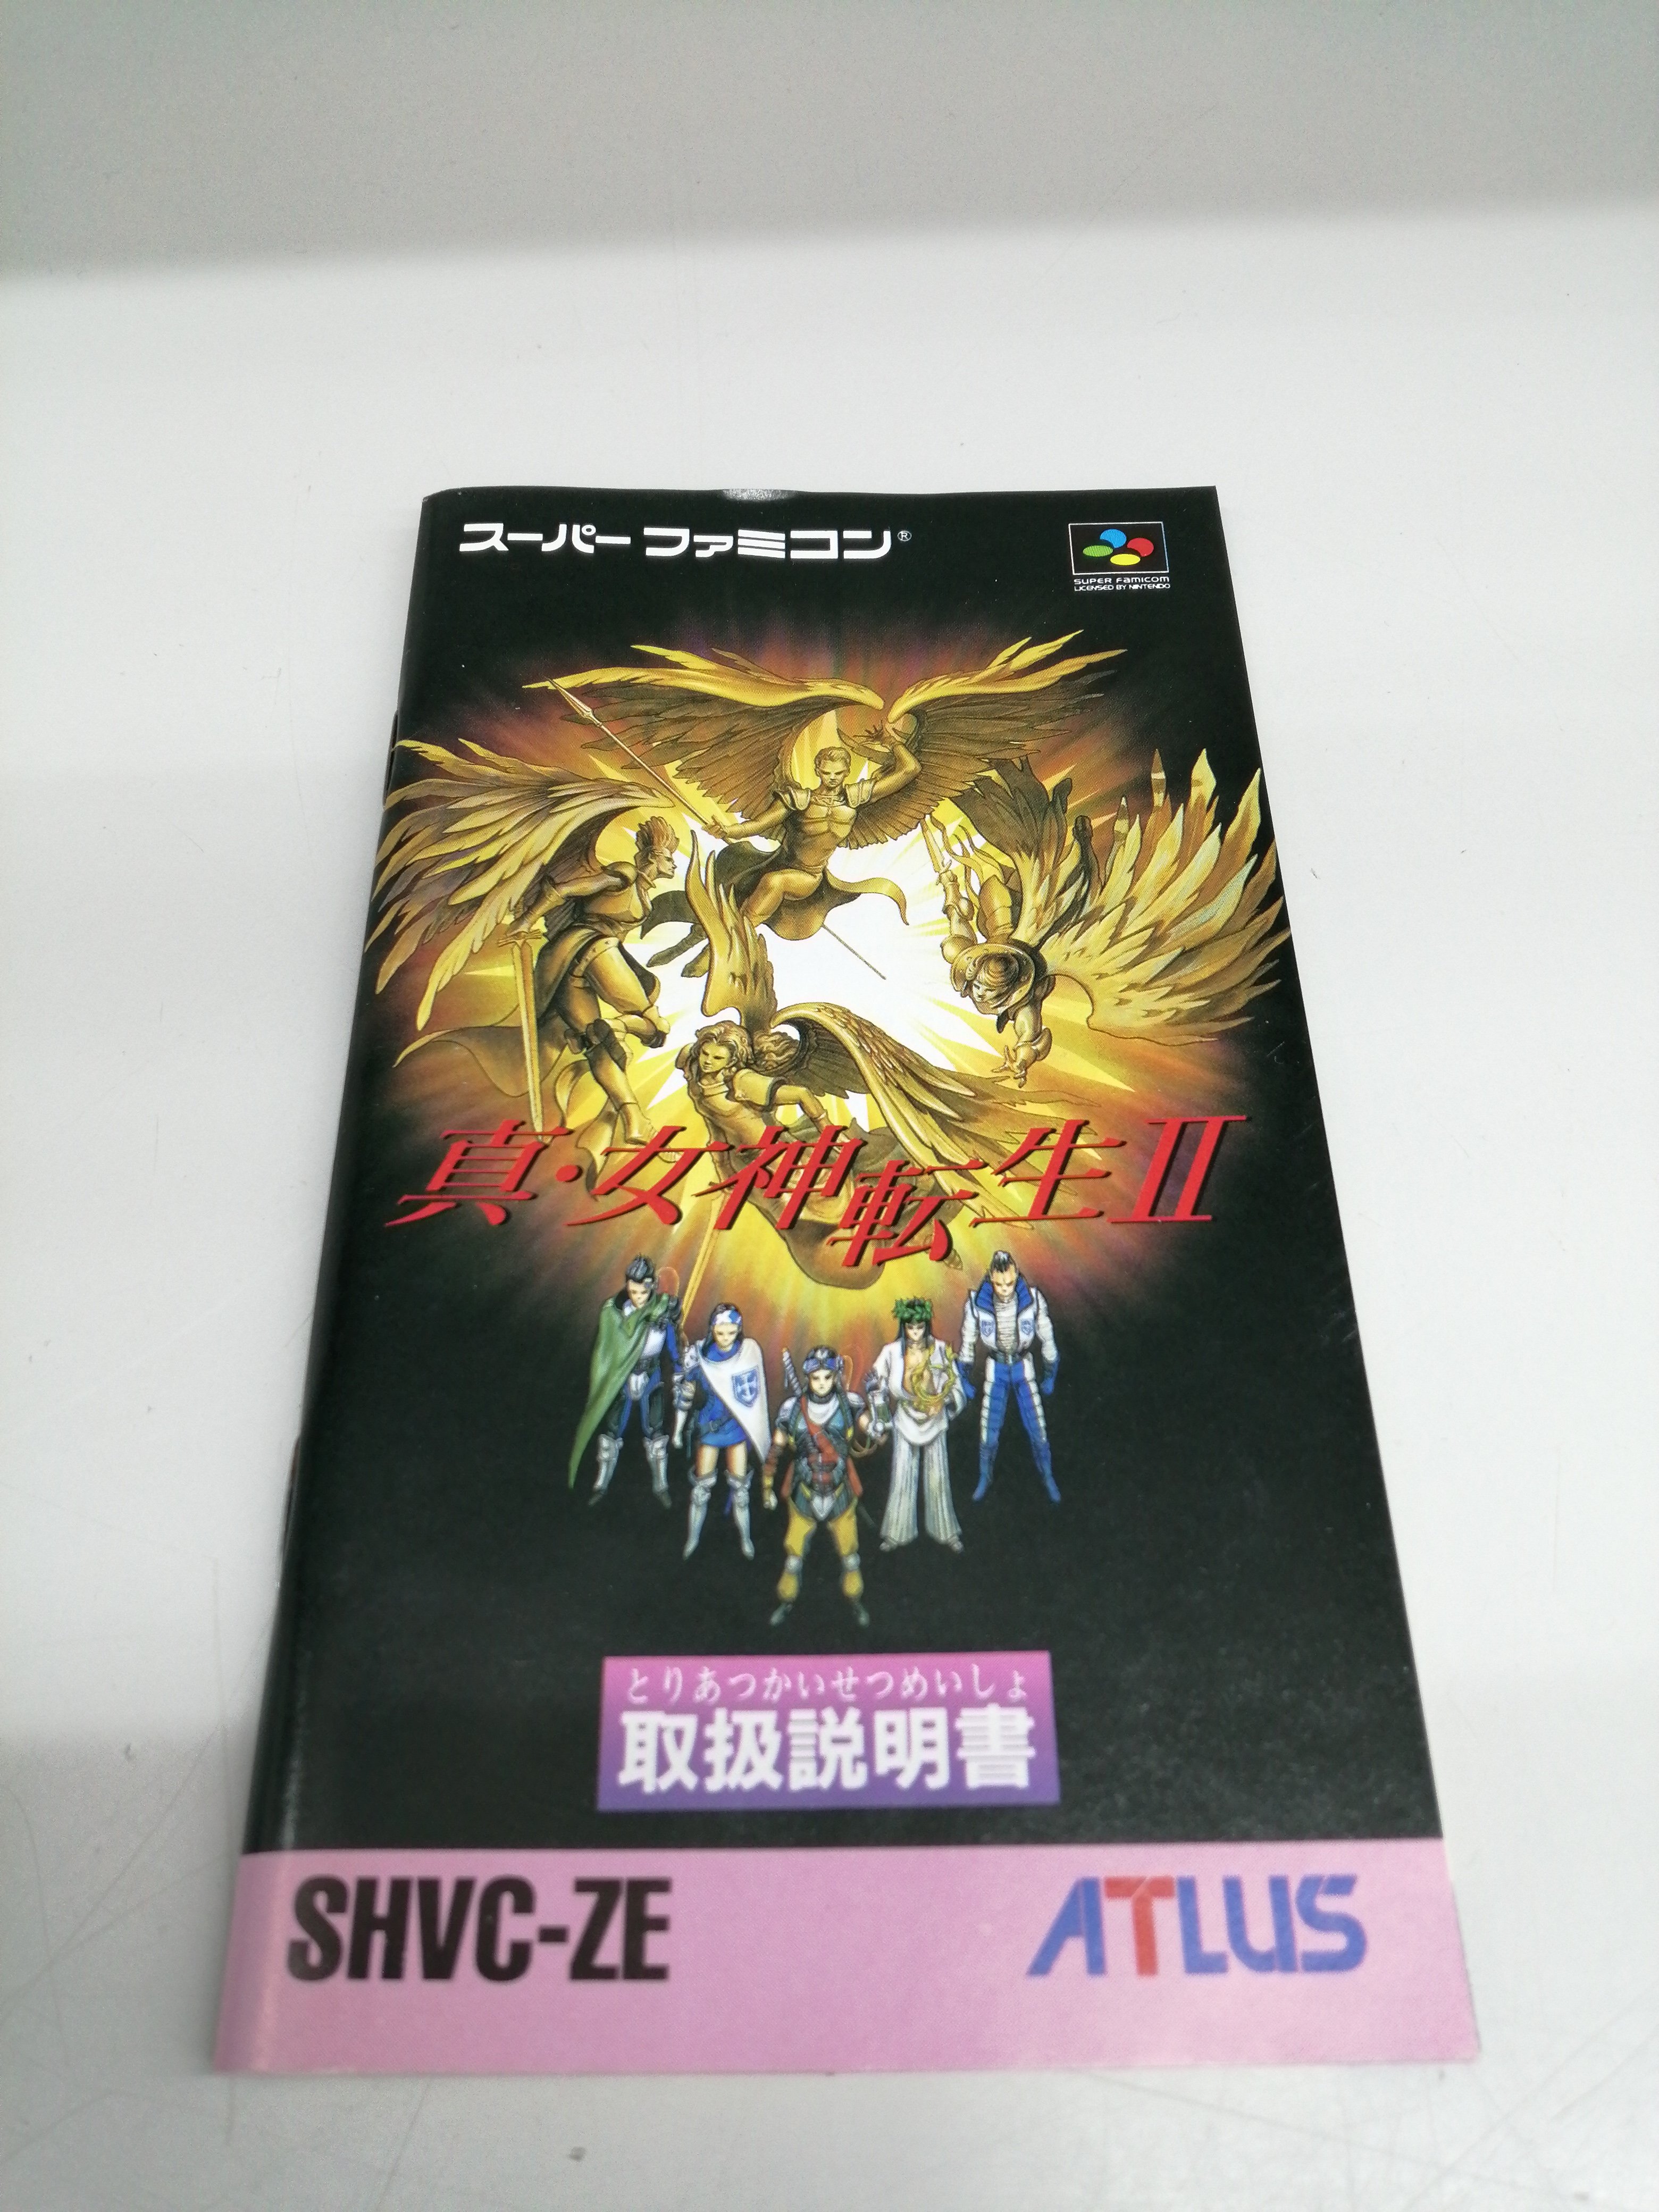 スーパーファミコン®
SUPER FAMICOM
LICENSED BY NINTENDO
真・女神転生II
とりあつかいせつめいしょ
取扱説明書
SHVC-ZE
ATLUS